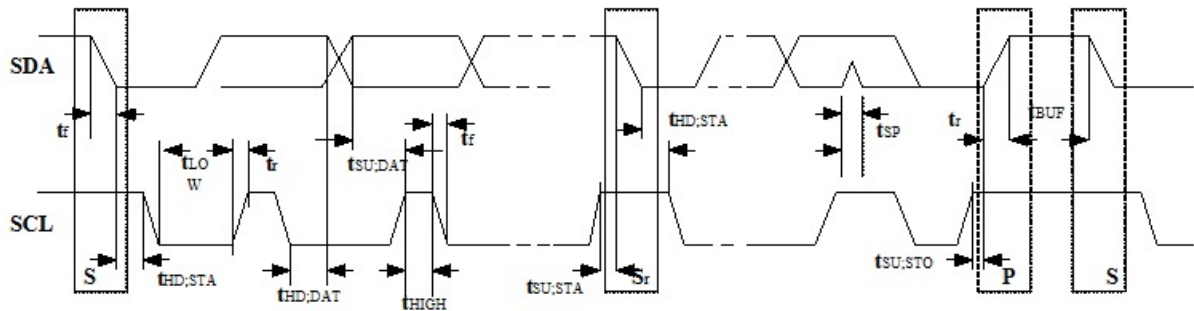 SDA
tf
tLO
W
tr
tSU;DAT
tf
tHD;STA
tSP
tr
tBUF
SCL
S
tHD;STA
tHD;DAT
tHIGH
tSU;STA
Sr
tSU;STO
P
S